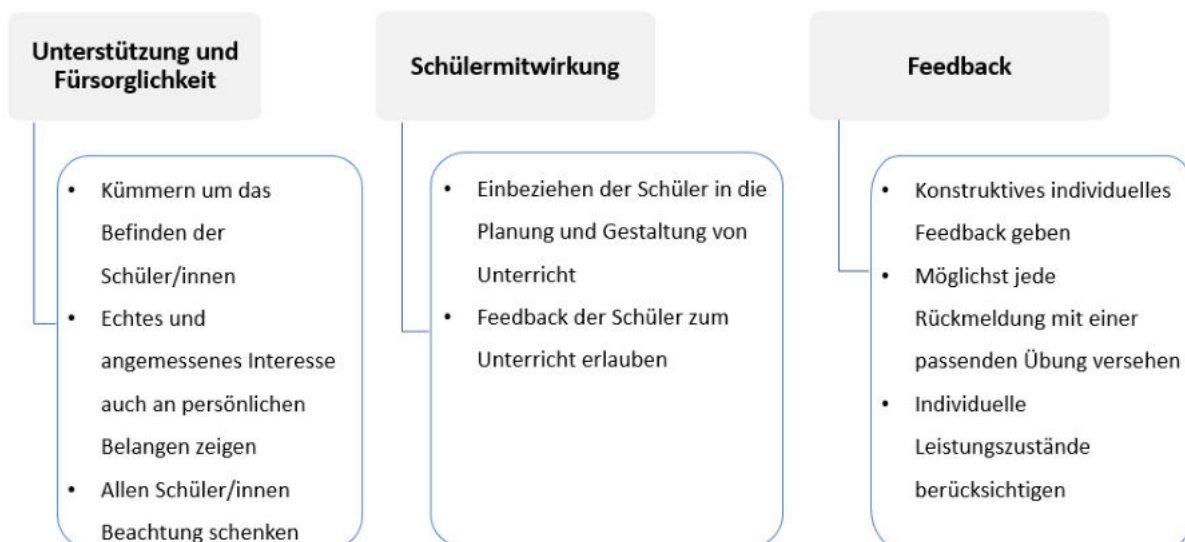 Unterstützung und
Fürsorglichkeit
• Kümmern um das
Befinden der
Schüler/innen
• Echtes und
angemessenes Interesse
auch an persönlichen
Belangen zeigen
• Allen Schüler/innen
Beachtung schenken
Schülermitwirkung
• Einbeziehen der Schüler in die
Planung und Gestaltung von
Unterricht
• Feedback der Schüler zum
Unterricht erlauben
Feedback
• Konstruktives individuelles
Feedback geben
• Möglichst jede
Rückmeldung mit einer
passenden Übung versehen
• Individuelle
Leistungszustände
berücksichtigen